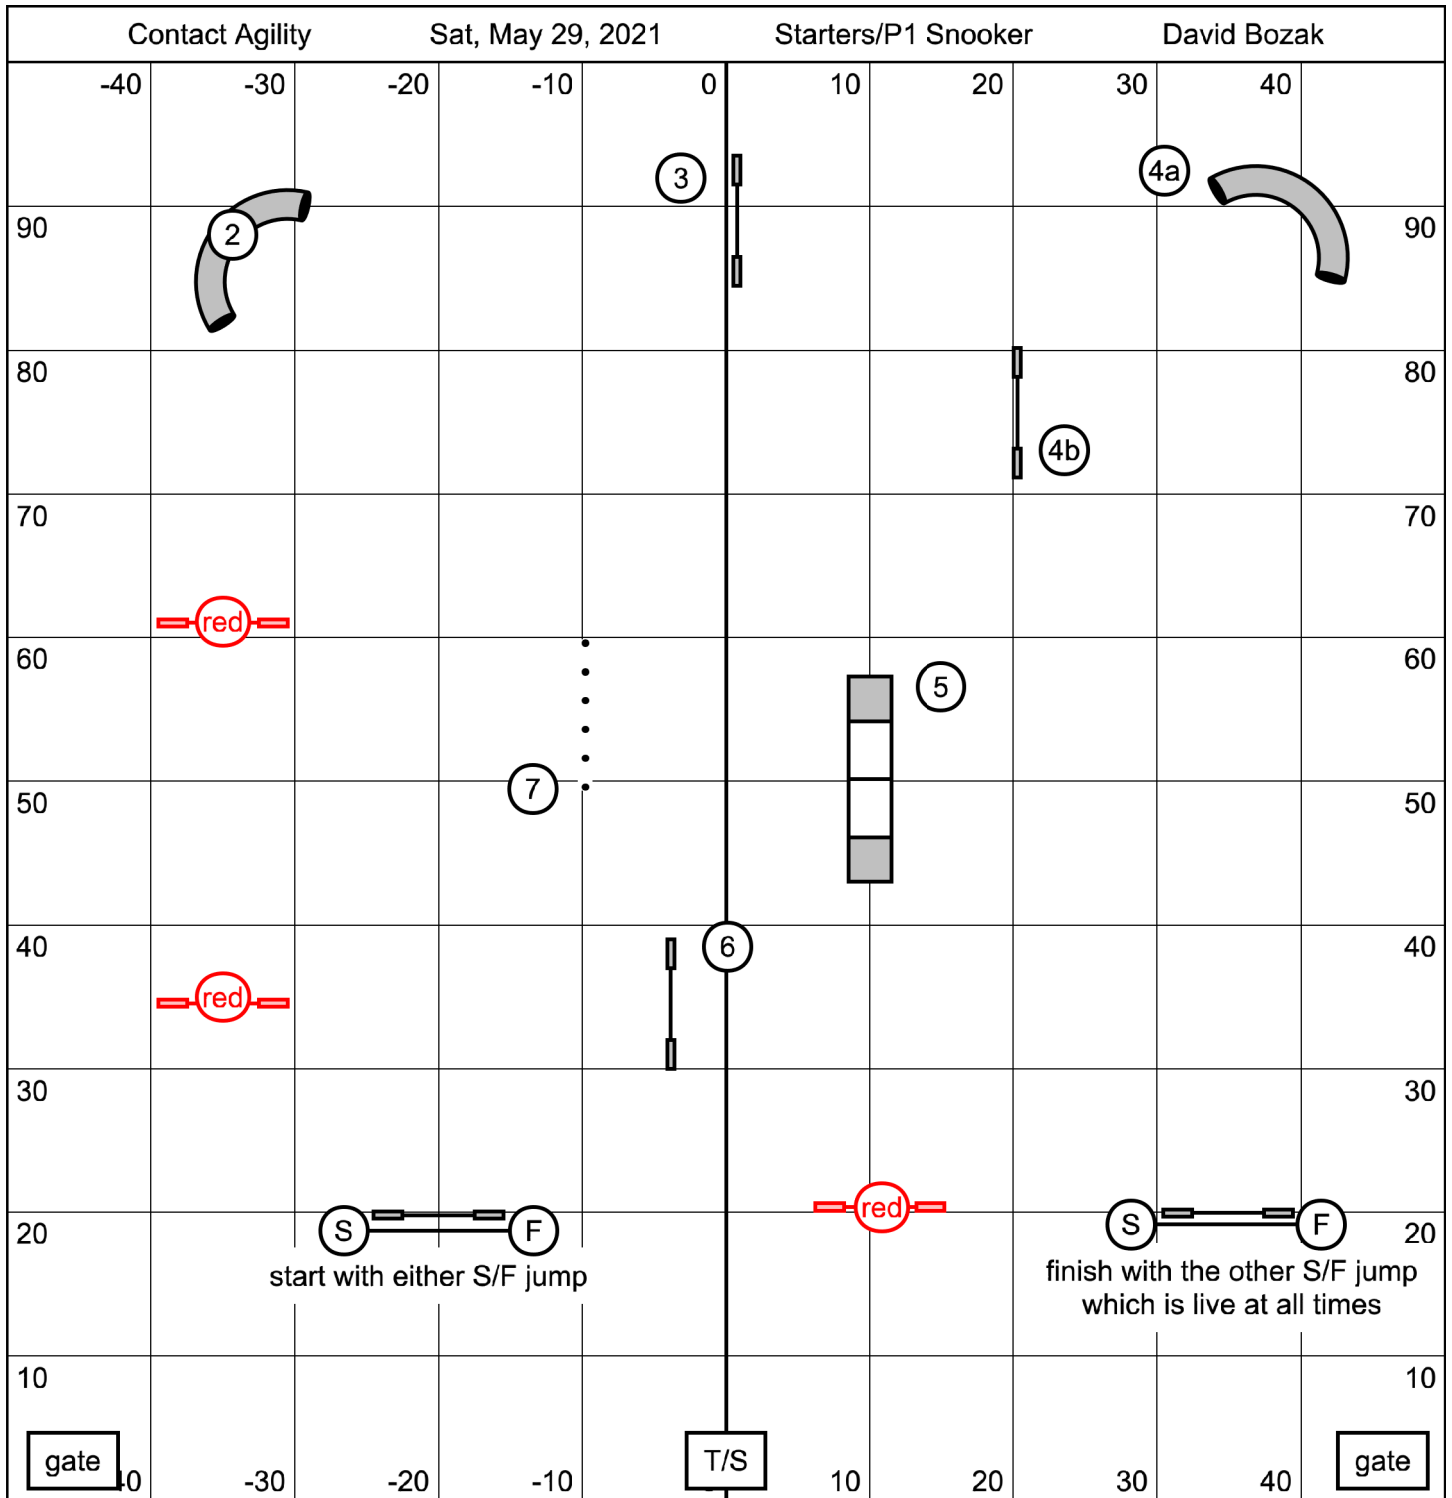 Contact Agility Sat, May 29, 2021 Starters/P1 Snooker David Bozak
-40 -30 -20 -10 0 10 20 30 40
3 4a
90 2 90
80 80
4b
70 70
red
60 60
5
7
50 50
40 6 40
red
30 30
red
20 S F S F 20
start with either S/F jump
finish with the other S/F jump
which is live at all times
10 10
gate T/S gate
40 -30 -20 -10 10 20 30 40